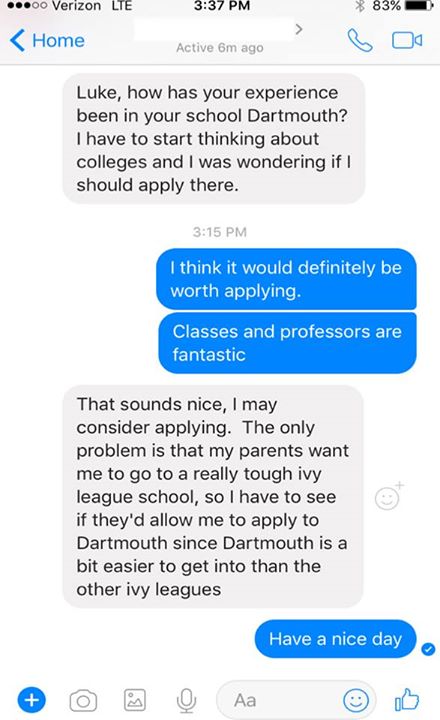 Verizon LTE 3:37 PM 83%
Home
Active 6m ago
Luke, how has your experience
been in your school Dartmouth?
I have to start thinking about
colleges and I was wondering if I
should apply there.
3:15 PM
I think it would definitely be
worth applying.
Classes and professors are
fantastic
That sounds nice, I may
consider applying. The only
problem is that my parents want
me to go to a really tough ivy
league school, so I have to see
if they'd allow me to apply to
Dartmouth since Dartmouth is a
bit easier to get into than the
other ivy leagues
Have a nice day
Aa